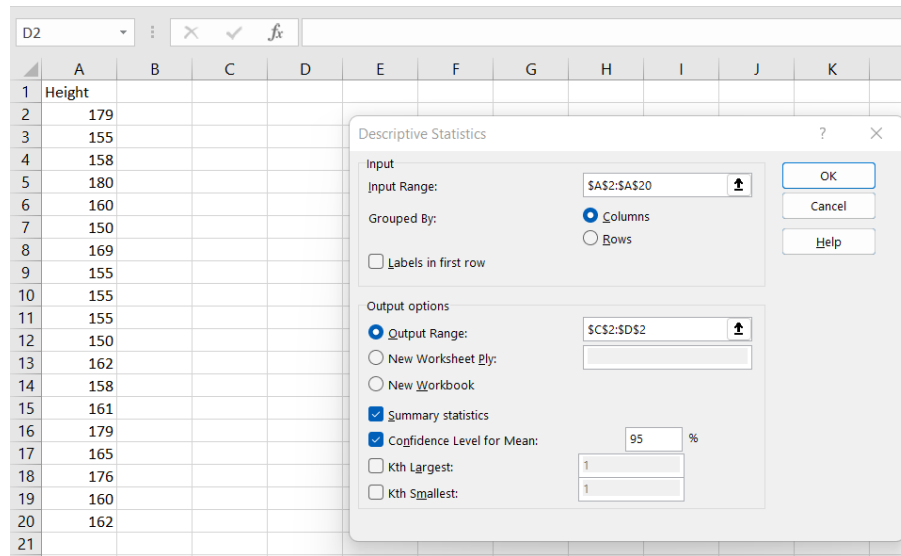 D2 fx
A B C D E F G H I J K
1 Height
2 179
3 155
4 158
5 180
6 160
7 150
8 169
9 155
10 155
11 155
12 150
13 162
14 158
15 161
16 179
17 165
18 176
19 160
20 162
21
Descriptive Statistics ? ×
Input
Input Range: $A$2:$A$20
Grouped By: Columns
Rows
Labels in first row
OK
Cancel
Help
Output options
Output Range: $C$2:$D$2
New Worksheet Ply:
New Workbook
Summary statistics
Confidence Level for Mean: 95 %
Kth Largest: 1
Kth Smallest: 1